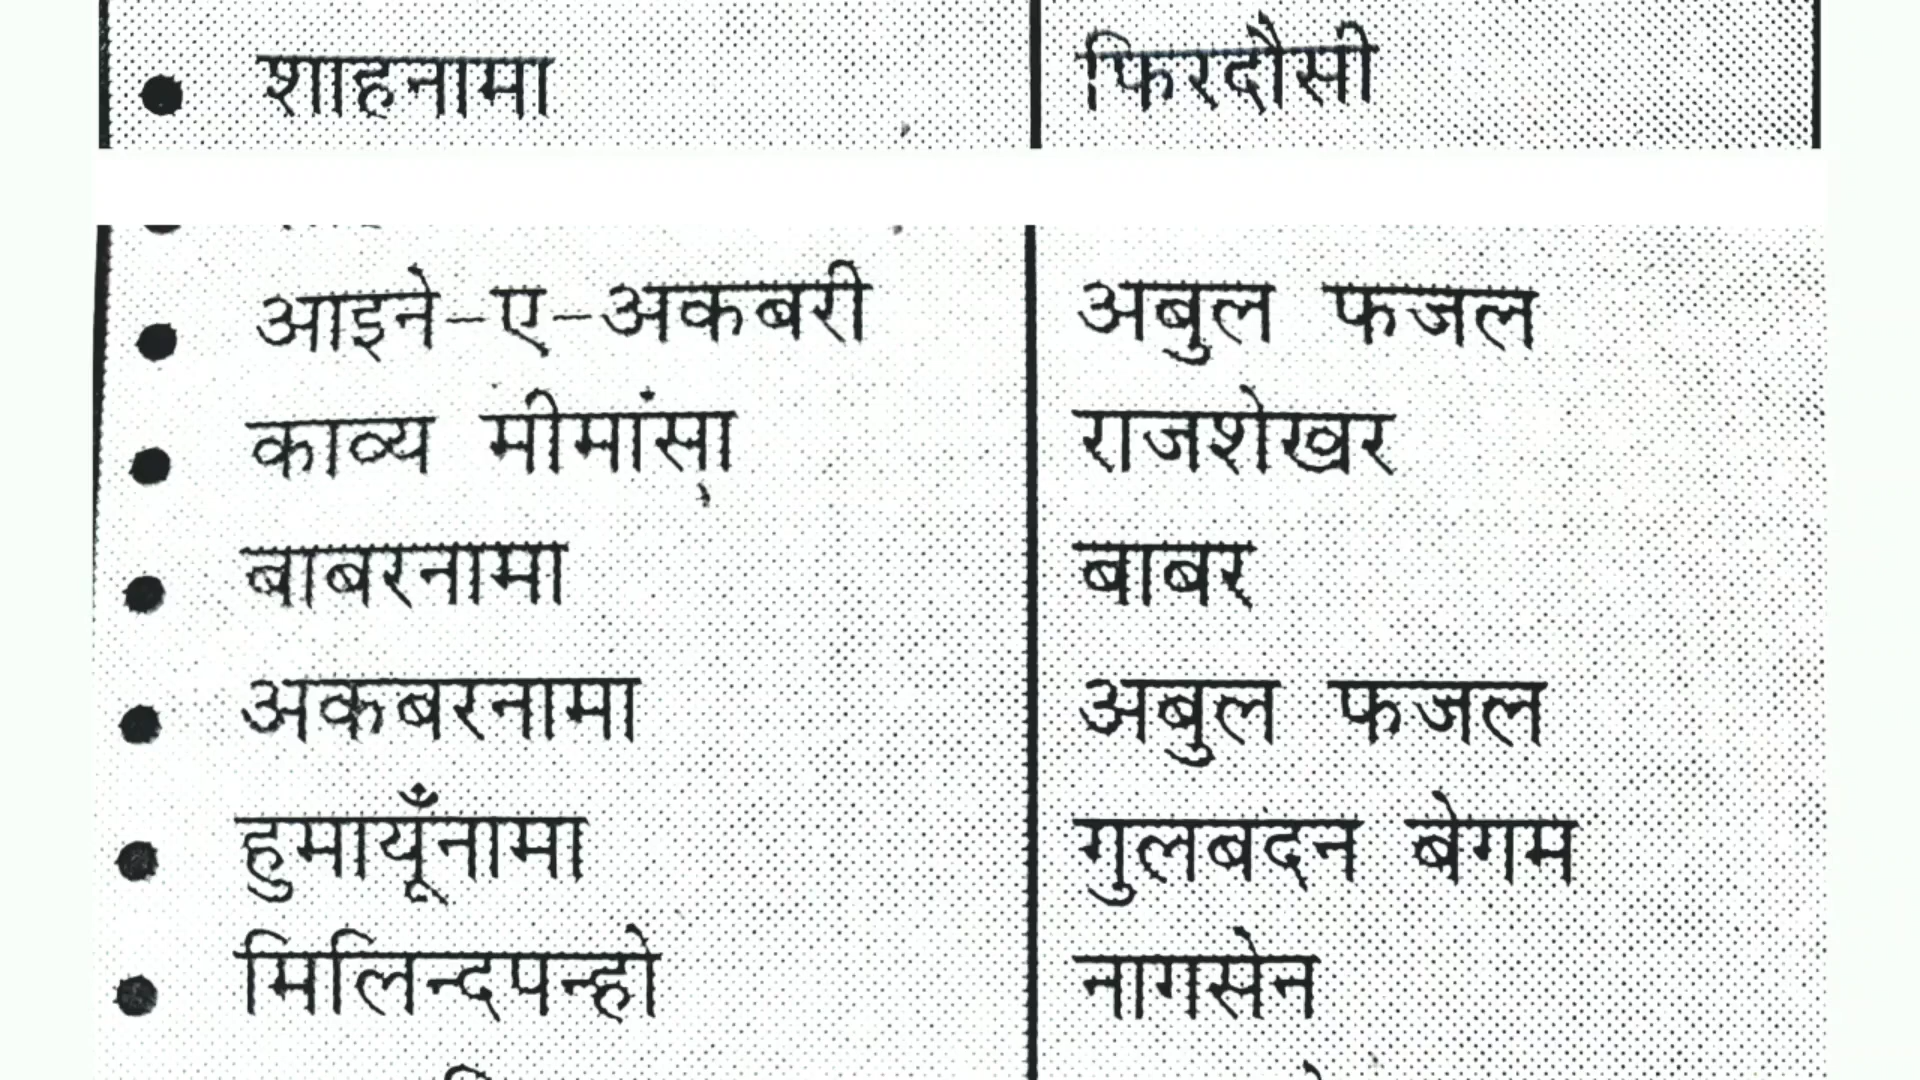 • शाहनामा फिरदौसी
• आइने-ए-अकबरी अबुल फजल
• काव्य मीमांसा राजशेखर
• बाबरनामा बाबर
• अकबरनामा अबुल फजल
• हुमायूँनामा गुलबदन बेगम
• मिलिन्दपन्हो नागसेन